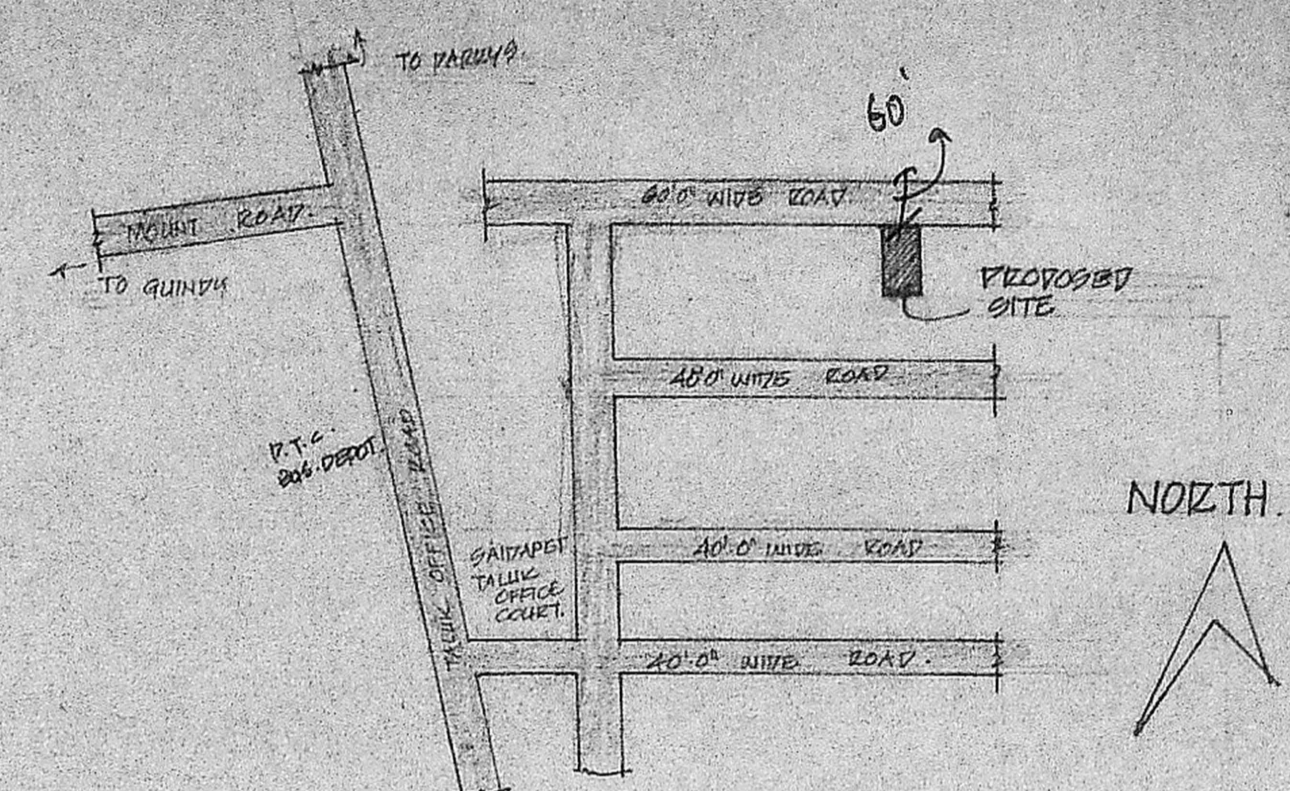 TO PARRYS.
60'
60'0" WIDE ROAD
MOUNT ROAD.
TO GUINDY
PROPOSED
SITE
40'0" WIDE ROAD
P.T.C.
BUS.DEPOT.
TALUK OFFICE ROAD
NORTH.
SAIDAPET
TALUK
OFFICE
COURT.
40'-0" WIDE ROAD
40'-0" WIDE ROAD.